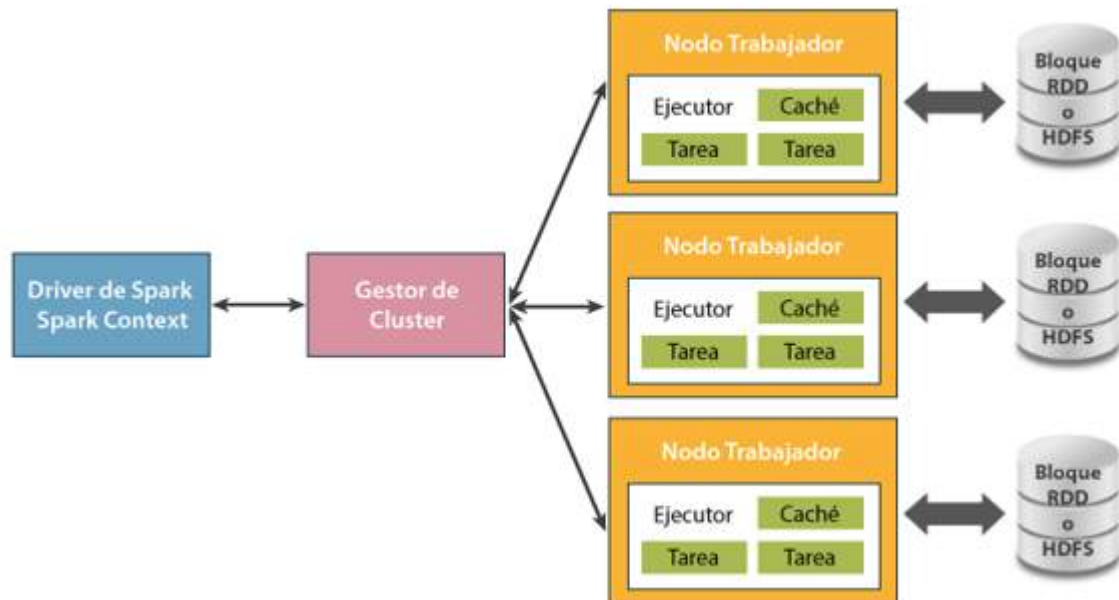 Nodo Trabajador
Ejecutor
Caché
Tarea
Tarea
Bloque
RDD
o
HDFS
Driver de Spark
Spark Context
Gestor de
Cluster
Nodo Trabajador
Ejecutor
Caché
Tarea
Tarea
Bloque
RDD
o
HDFS
Nodo Trabajador
Ejecutor
Caché
Tarea
Tarea
Bloque
RDD
o
HDFS